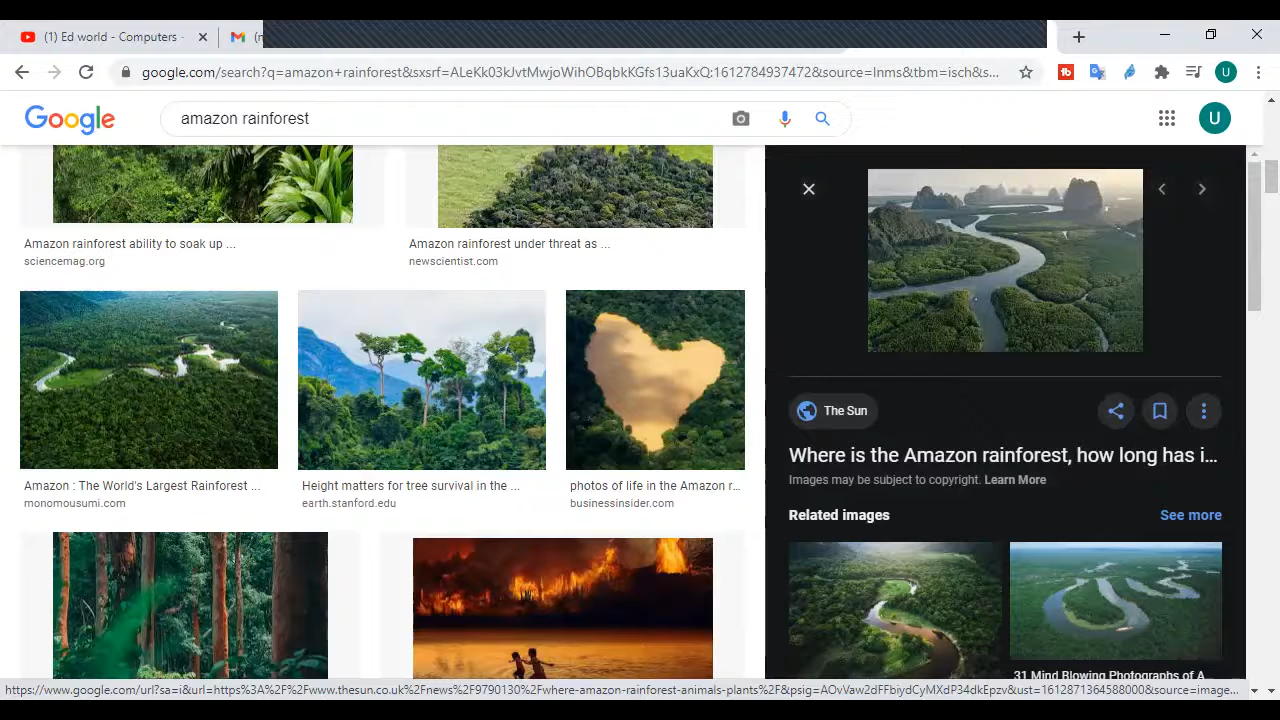 (1) Ed world - Computers -
google.com/search?q=amazon+rainforest&sxsrf=ALeKk03kJvtMwjoWihOBqbkKGfs13uaKxQ:1612784937472&source=lnms&tbm=isch&s...
U
Google
amazon rainforest
U
Amazon rainforest ability to soak up ...
sciencemag.org
Amazon rainforest under threat as ...
newscientist.com
Amazon : The World's Largest Rainforest ...
monomousumi.com
Height matters for tree survival in the ...
earth.stanford.edu
photos of life in the Amazon r...
businessinsider.com
The Sun
Where is the Amazon rainforest, how long has i...
Images may be subject to copyright. Learn More
Related images
See more
31 Mind Blowing Photographs of A...
https://www.google.com/url?sa=i&url=https%3A%2F%2Fwww.thesun.co.uk%2Fnews%2F9790130%2Fwhere-amazon-rainforest-animals-plants%2F&psig=AOvVaw2dFFbiydCyMXdP34dkEpzv&ust=1612871364588000&source=image...